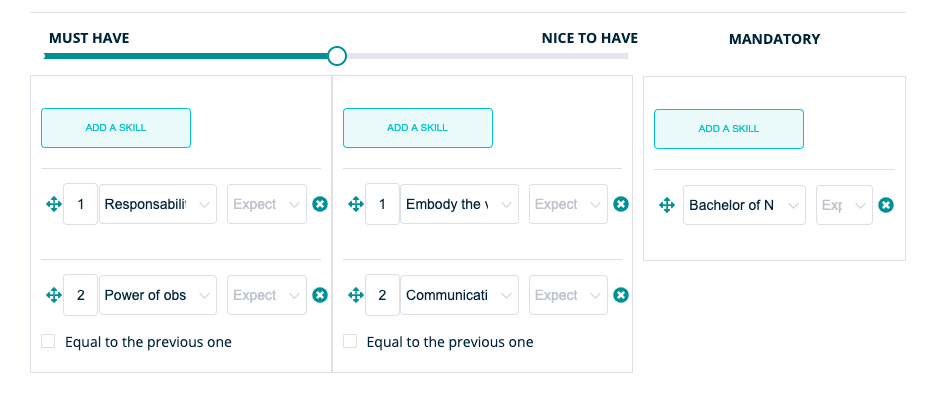 MUST HAVE
NICE TO HAVE
MANDATORY
ADD A SKILL
ADD A SKILL
ADD A SKILL
1 Responsabili Expect
1 Embody the Expect
Bachelor of N Exp
2 Power of obs Expect
2 Communicati Expect
Equal to the previous one
Equal to the previous one